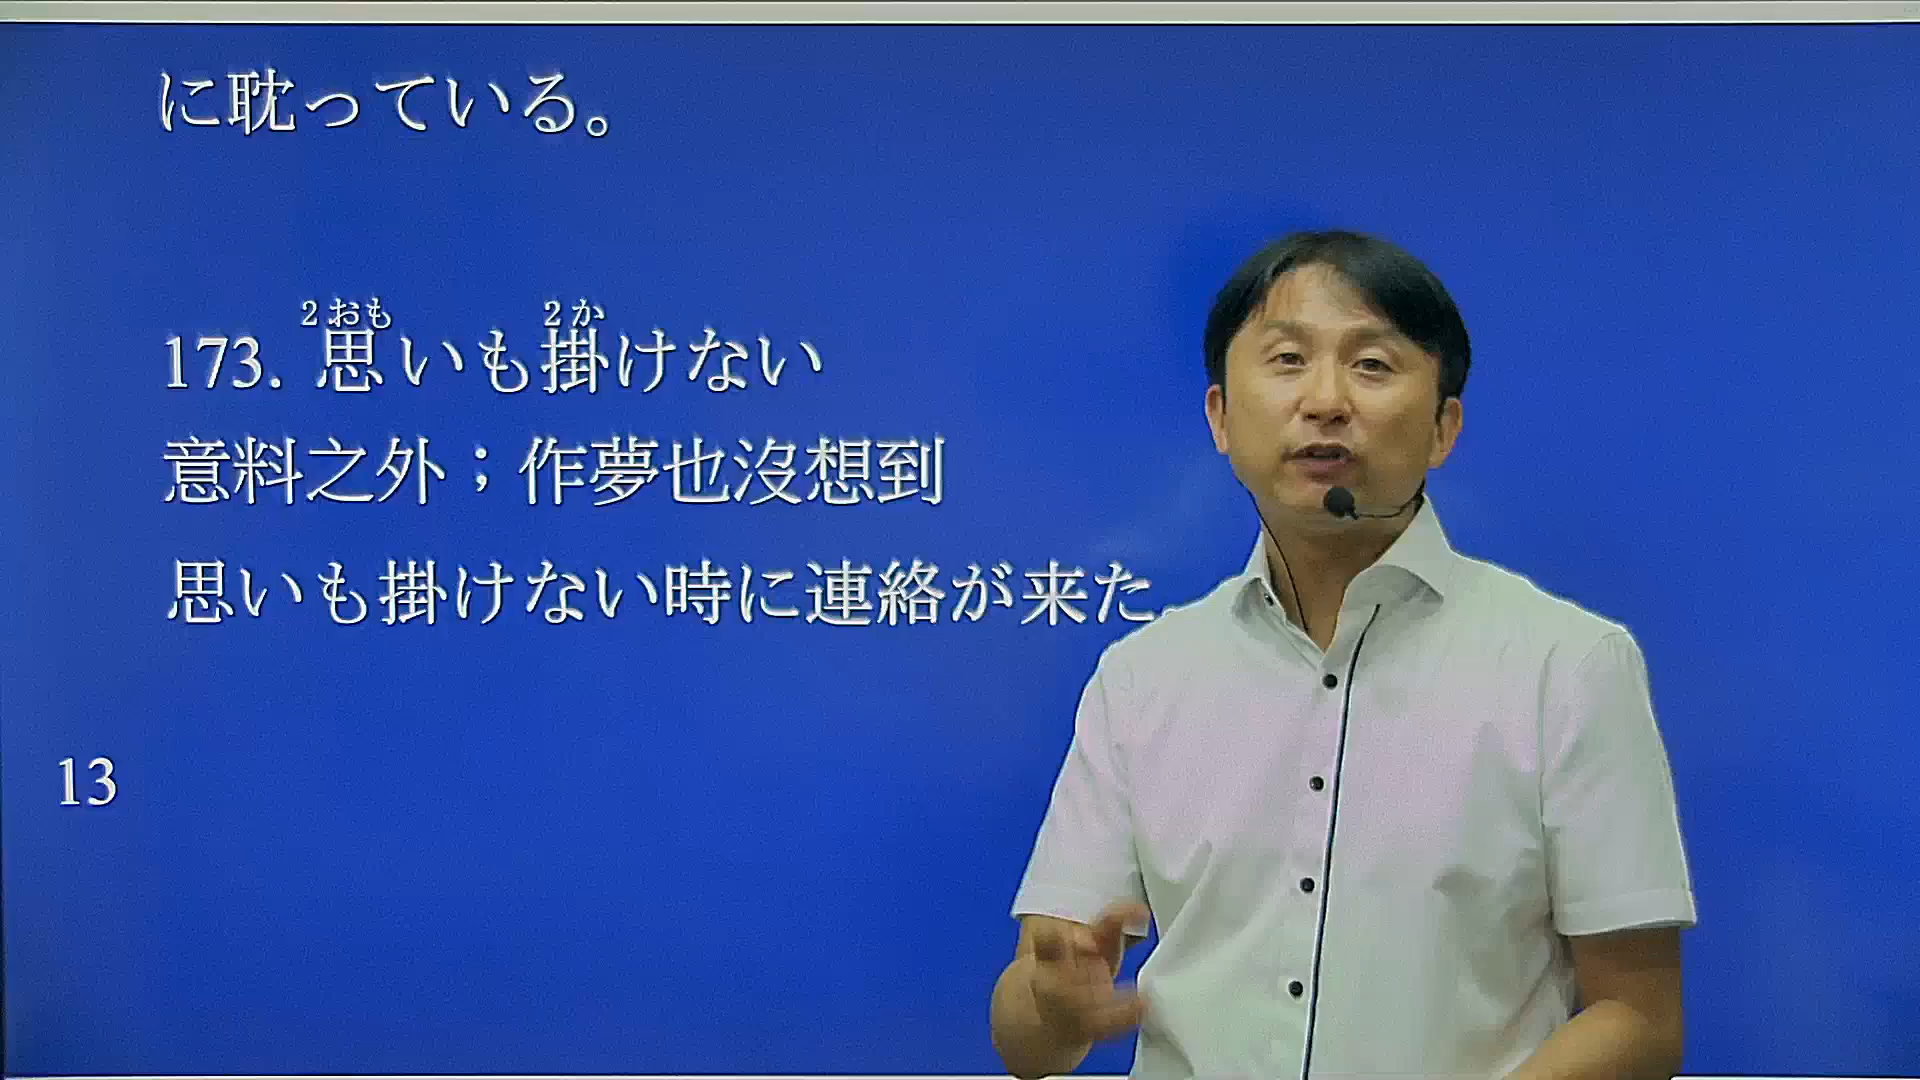 に耽っている。
2おも 2か
173. 思いも掛けない
意料之外；作夢也沒想到
思いも掛けない時に連絡が来た。
13